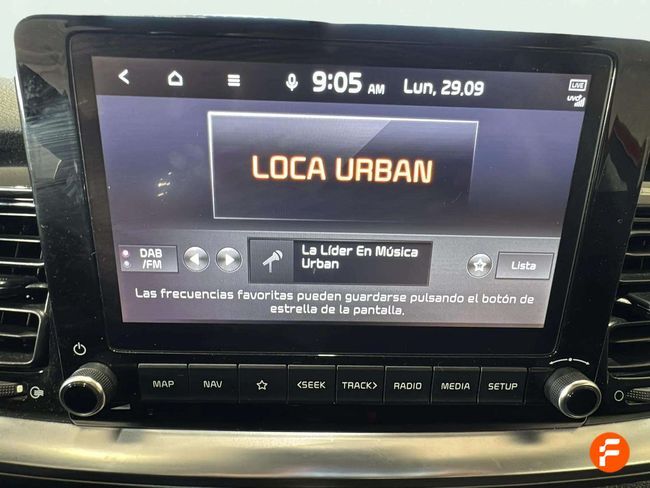 9:05 AM Lun, 29.09
LIVE
UVO
LOCA URBAN
DAB
/FM
La Líder En Música
Urban
Lista
Las frecuencias favoritas pueden guardarse pulsando el botón de
estrella de la pantalla.
MAP NAV <SEEK TRACK> RADIO MEDIA SETUP